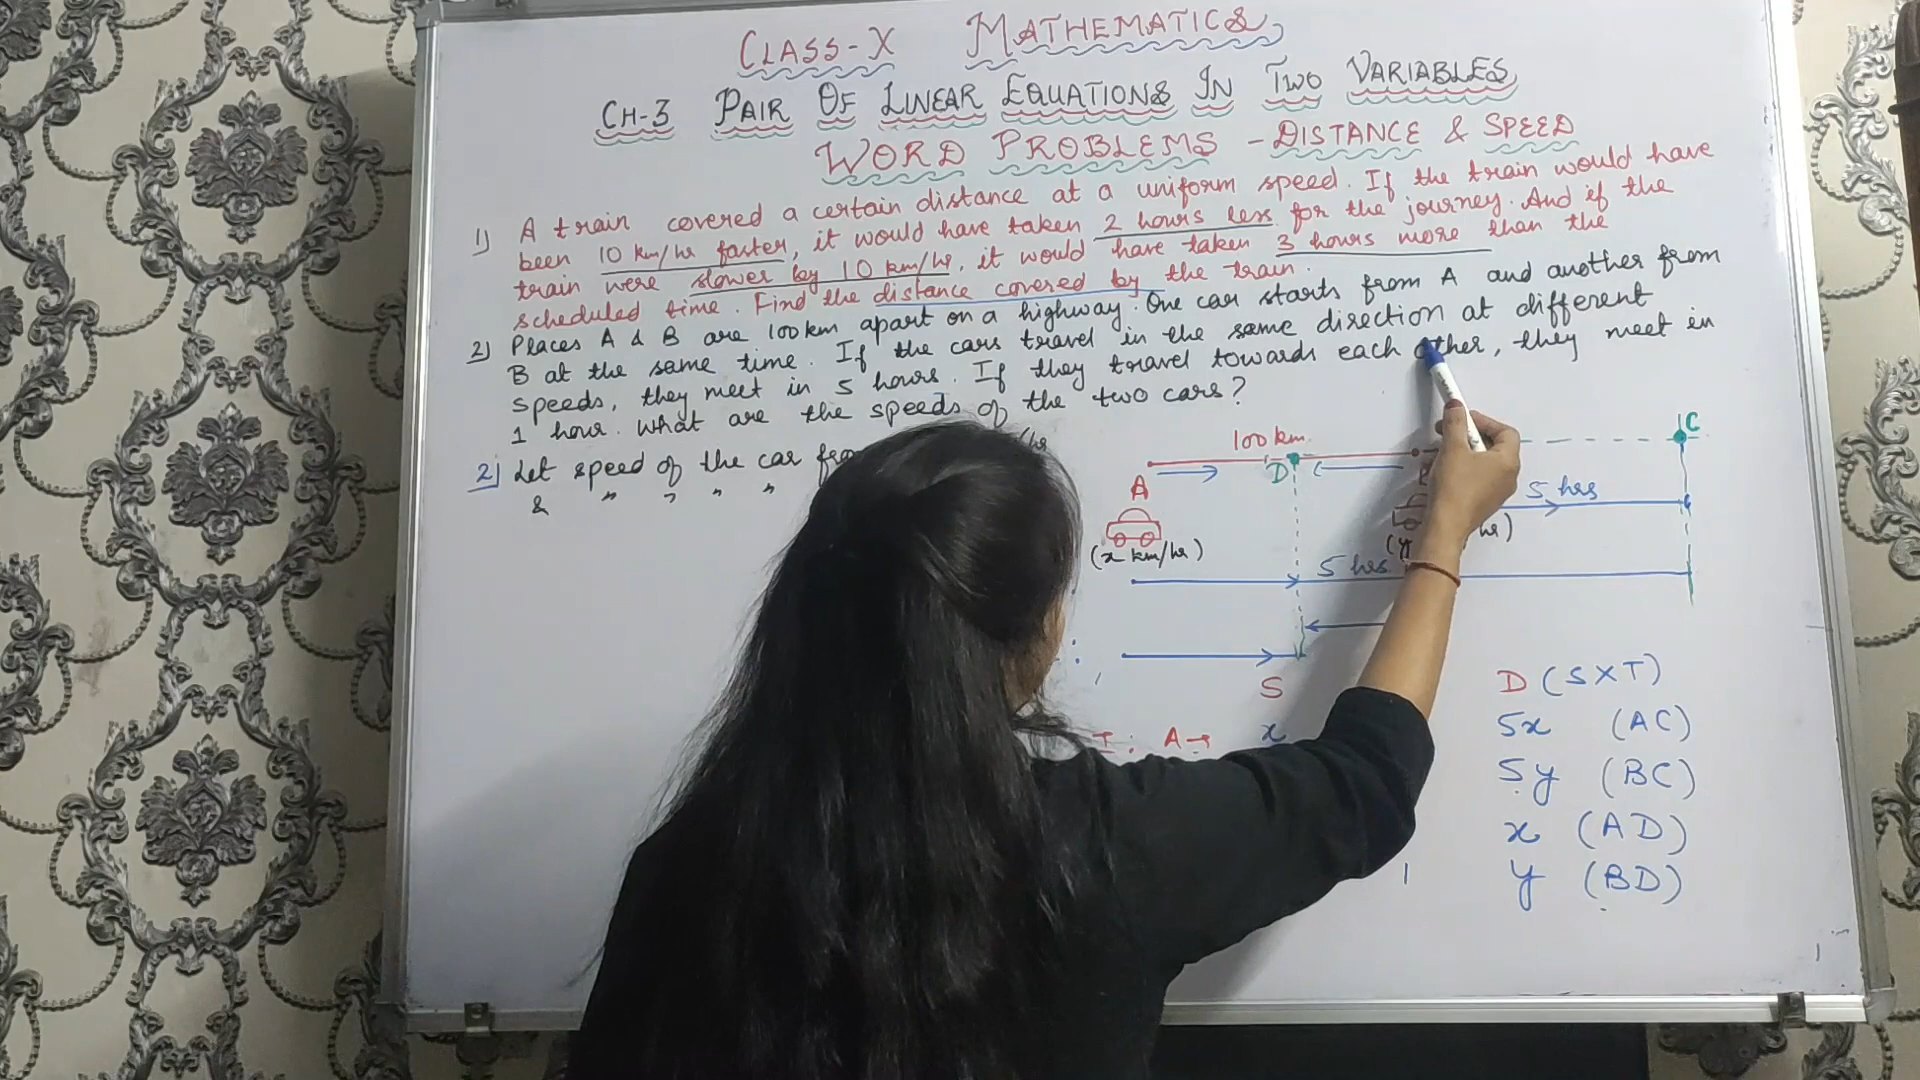 CLASS-X MATHEMATICS
CH-3 PAIR OF LINEAR EQUATIONS IN TWO VARIABLES
WORD PROBLEMS - DISTANCE & SPEED
1) A train covered a certain distance at a uniform speed. If the train would have
been 10 km/hr faster, it would have taken 2 hours less for the journey. And if the
train were slower by 10 km/hr, it would have taken 3 hours more than the
scheduled time. Find the distance covered by the train.
2) Places A & B are 100km apart on a highway. One car starts from A and another from
B at the same time. If the cars travel in the same direction at different
speeds, they meet in 5 hours. If they travel towards each other, they meet in
1 hour. What are the speeds of the two cars?
2) Let speed of the car
& " " " "
100 km.
D
C
A
5 hrs
(x km/hr)
5 hrs
S
D (S X T)
A → x
5x (AC)
5y (BC)
x (AD)
1 y (BD)